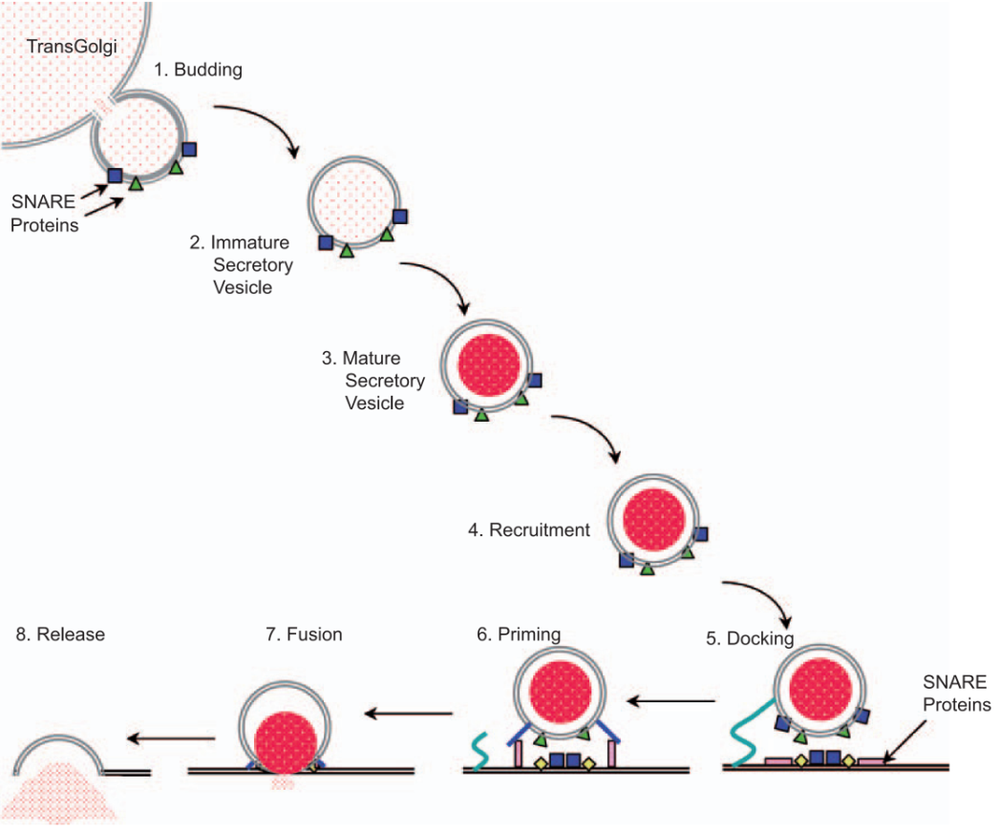 TransGolgi
1. Budding
SNARE
Proteins
2. Immature
Secretory
Vesicle
3. Mature
Secretory
Vesicle
4. Recruitment
8. Release
7. Fusion
6. Priming
5. Docking
SNARE
Proteins